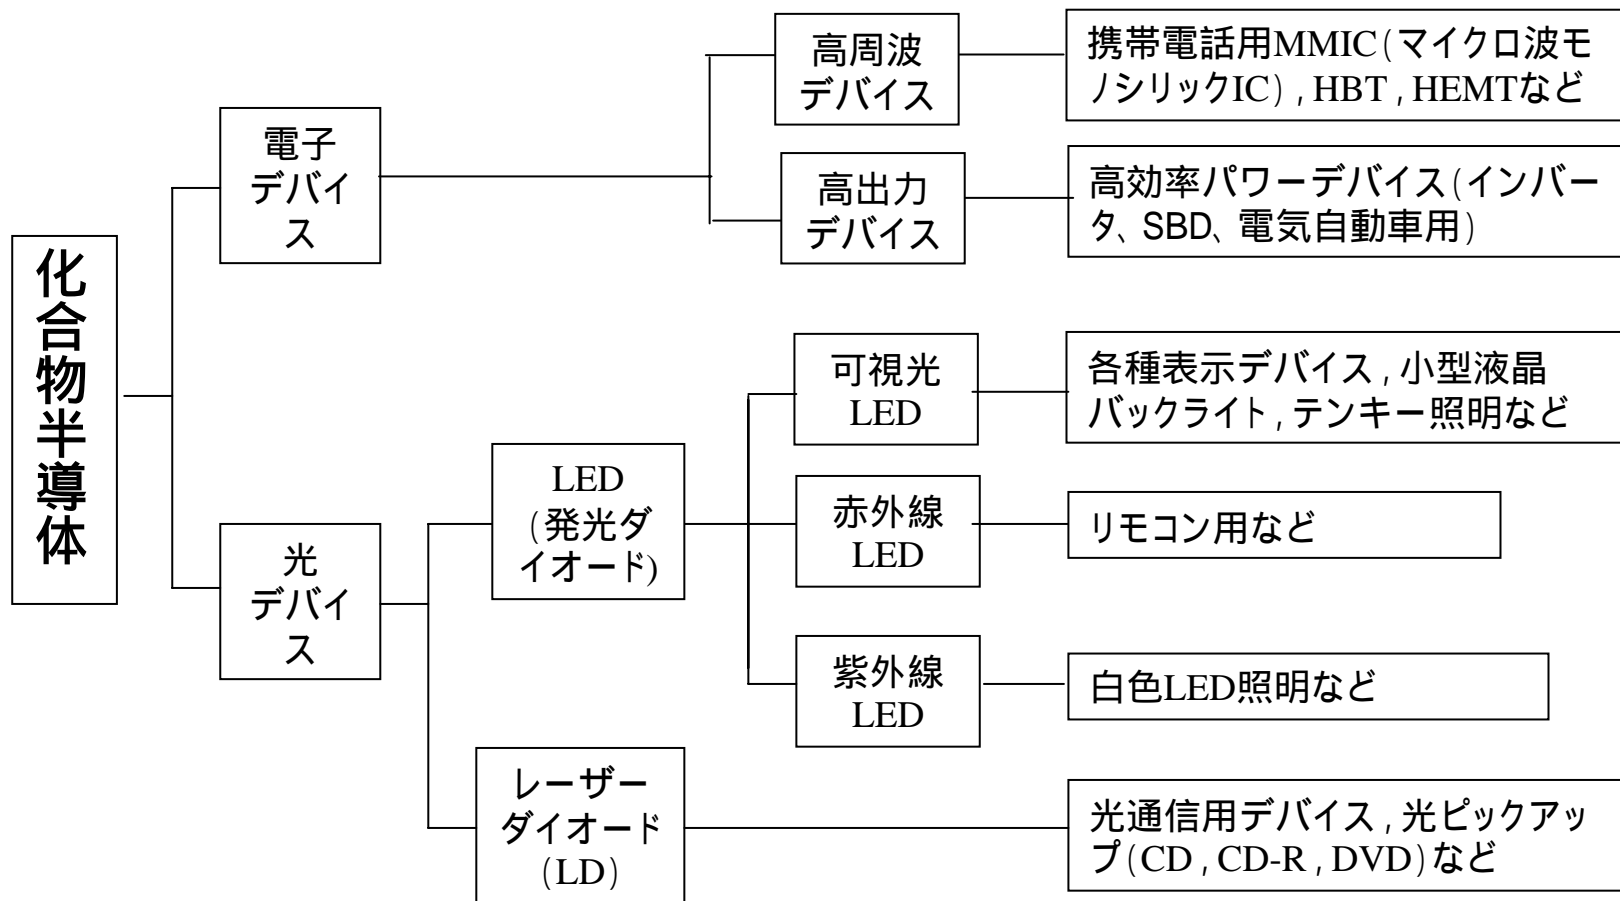 化合物半導体
電子
デバイ
ス
高周波
デバイス
携帯電話用MMIC(マイクロ波モ
ノシリックIC) , HBT , HEMTなど
高出力
デバイス
高効率パワーデバイス(インバー
タ、SBD、電気自動車用)
光
デバイ
ス
LED
(発光ダ
イオード)
可視光
LED
各種表示デバイス , 小型液晶
バックライト , テンキー照明など
赤外線
LED
リモコン用など
紫外線
LED
白色LED照明など
レーザー
ダイオード
(LD)
光通信用デバイス , 光ピックアッ
プ(CD , CD-R , DVD)など